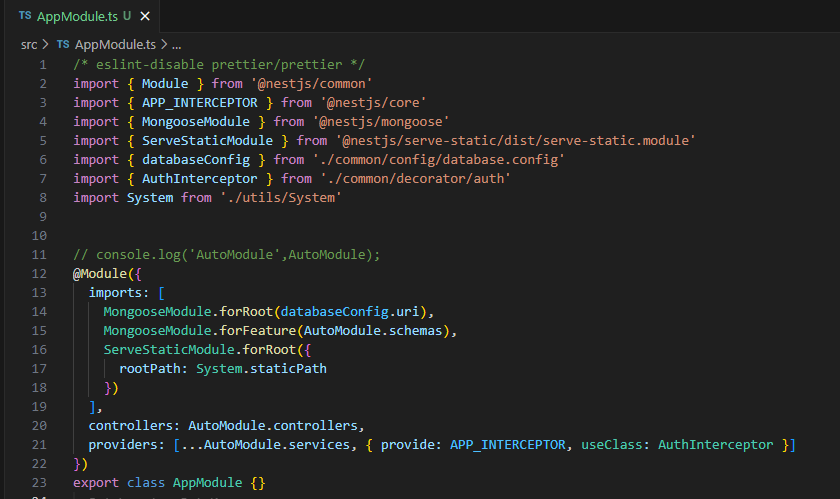 TS AppModule.ts U ×
src > TS AppModule.ts > ...
1 /* eslint-disable prettier/prettier */
2 import { Module } from '@nestjs/common'
3 import { APP_INTERCEPTOR } from '@nestjs/core'
4 import { MongooseModule } from '@nestjs/mongoose'
5 import { ServeStaticModule } from '@nestjs/serve-static/dist/serve-static.module'
6 import { databaseConfig } from './common/config/database.config'
7 import { AuthInterceptor } from './common/decorator/auth'
8 import System from './utils/System'
9
10
11 // console.log('AutoModule',AutoModule);
12 @Module({
13   imports: [
14     MongooseModule.forRoot(databaseConfig.uri),
15     MongooseModule.forFeature(AutoModule.schemas),
16     ServeStaticModule.forRoot({
17       rootPath: System.staticPath
18     })
19   ],
20   controllers: AutoModule.controllers,
21   providers: [...AutoModule.services, { provide: APP_INTERCEPTOR, useClass: AuthInterceptor }]
22 })
23 export class AppModule {}